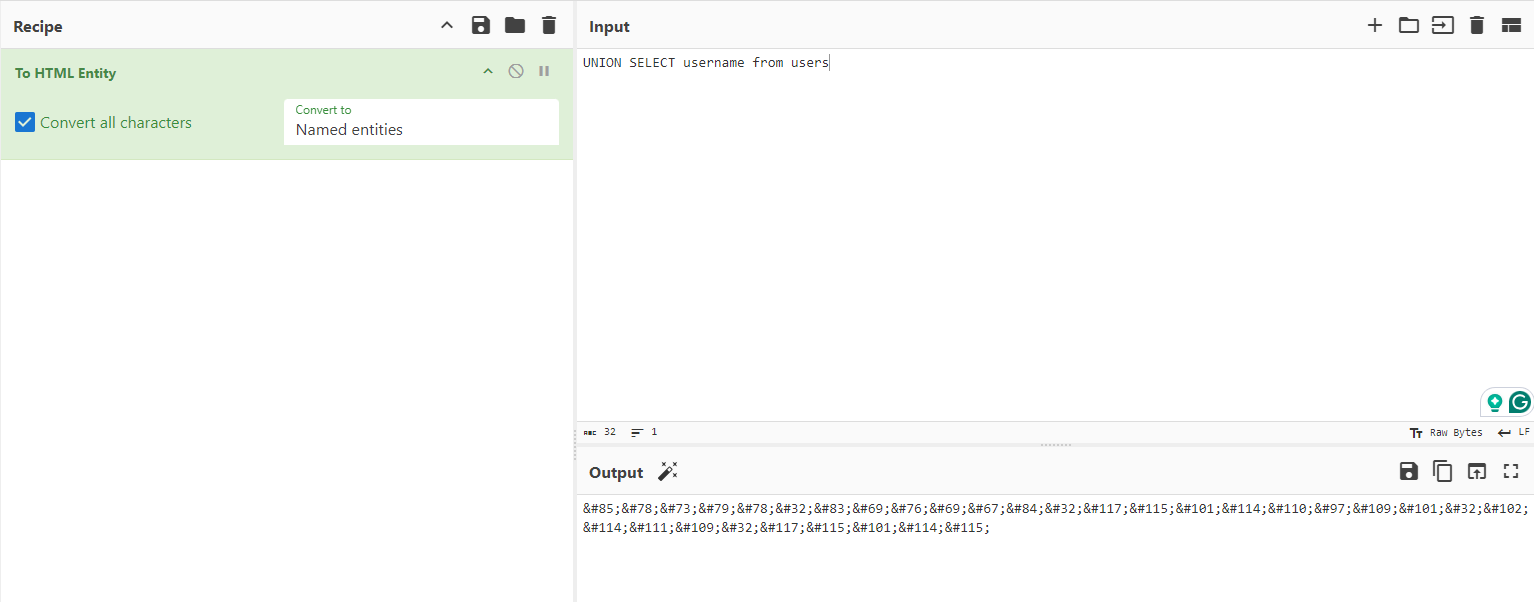 Recipe
To HTML Entity
Convert all characters
Convert to
Named entities
Input
UNION SELECT username from users
ABC 32 1
Tт Raw Bytes LF
Output
&#85;&#78;&#73;&#79;&#78;&#32;&#83;&#69;&#76;&#69;&#67;&#84;&#32;&#117;&#115;&#101;&#114;&#110;&#97;&#109;&#101;&#32;&#102;
&#114;&#111;&#109;&#32;&#117;&#115;&#101;&#114;&#115;